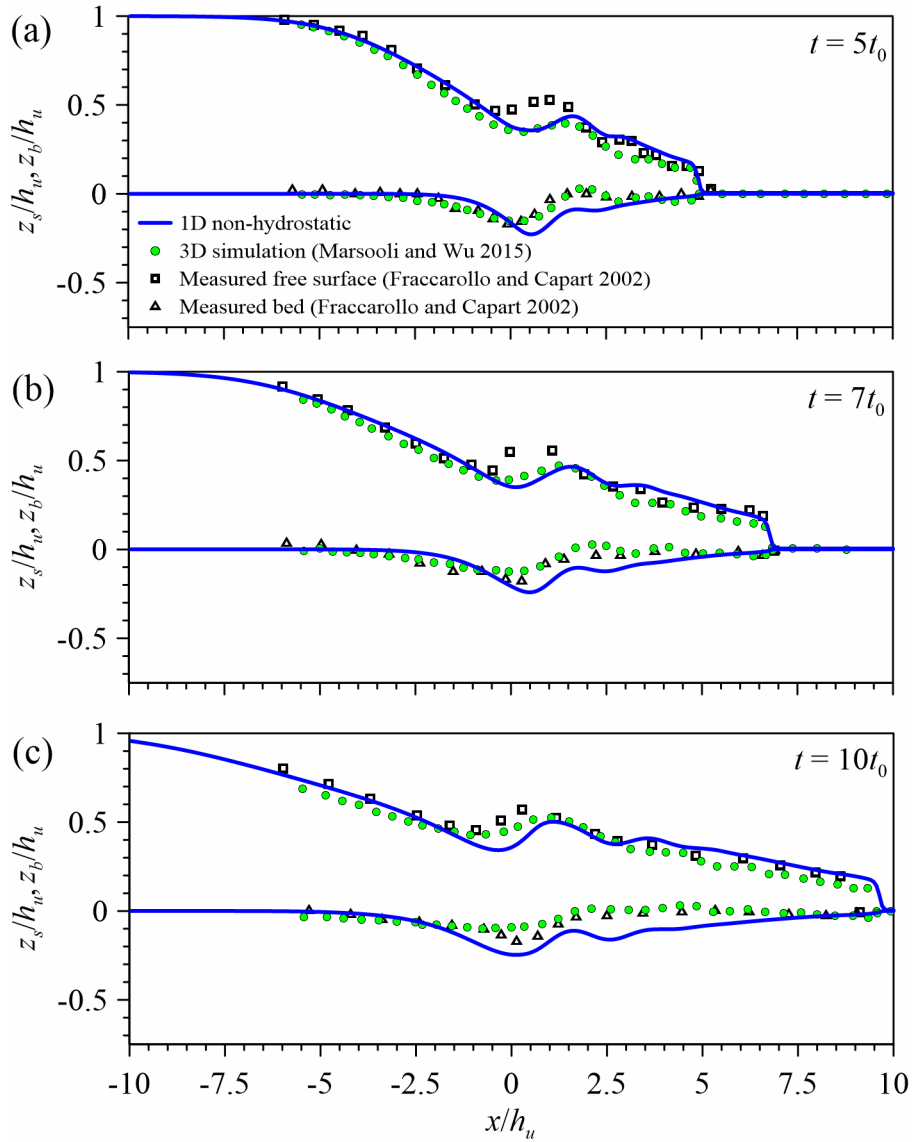 (a)
t = 5t0
1
0.5
0
-0.5
zs/hu, zb/hu
1D non-hydrostatic
3D simulation (Marsooli and Wu 2015)
Measured free surface (Fraccarollo and Capart 2002)
Measured bed (Fraccarollo and Capart 2002)
(b)
t = 7t0
1
0.5
0
-0.5
zs/hu, zb/hu
(c)
t = 10t0
1
0.5
0
-0.5
zs/hu, zb/hu
-10 -7.5 -5 -2.5 0 2.5 5 7.5 10
x/hu